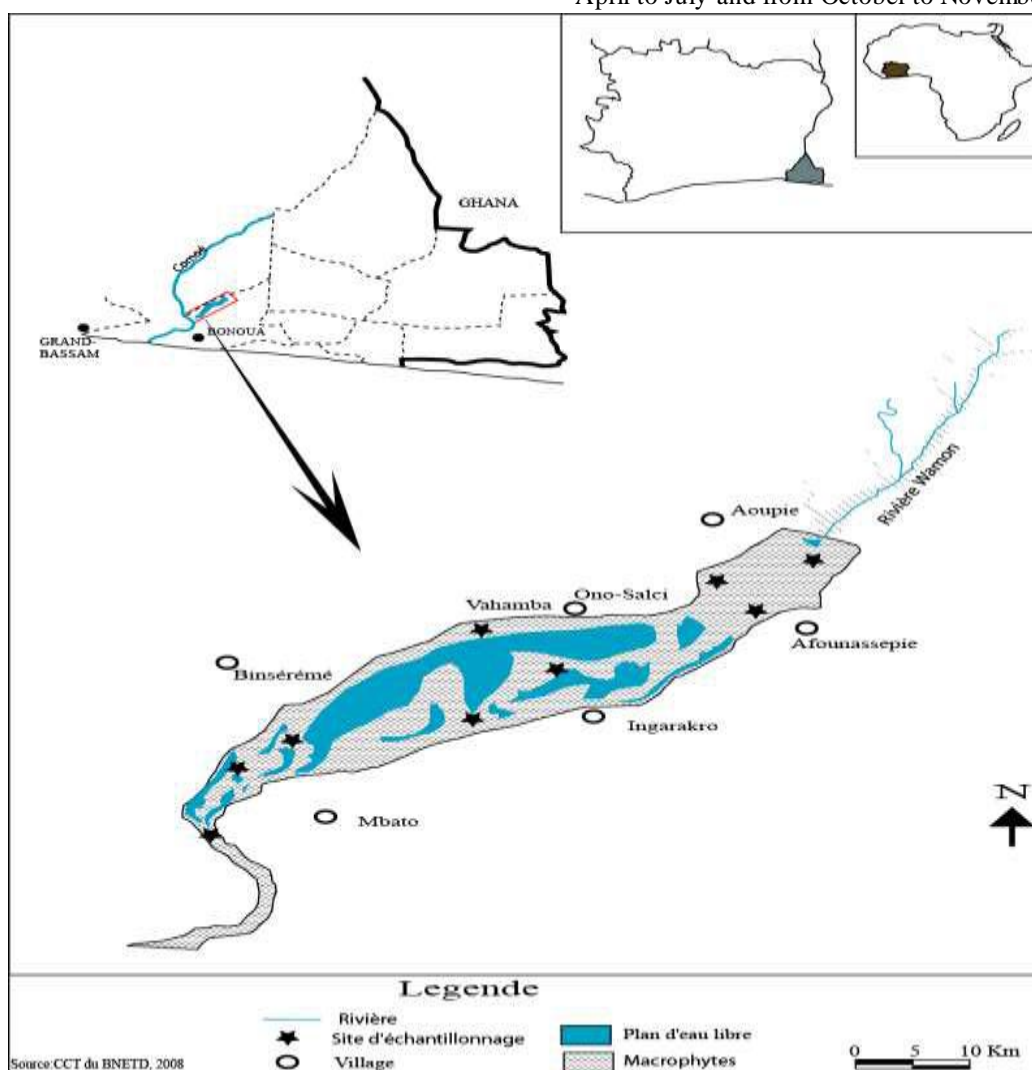 April to July and from October to Novembe
GHANA
Comoé
BONOUA
GRAND-
BASSAM
Rivière Wamon
Aoupie
Ono-Salci
Vahamba
Afounassepie
Binsérémé
Ingarakro
Mbato
N
Legende
Rivière
Site d'échantillonnage
Village
Plan d'eau libre
Macrophytes
0 5 10 Km
Source:CCT du BNETD, 2008